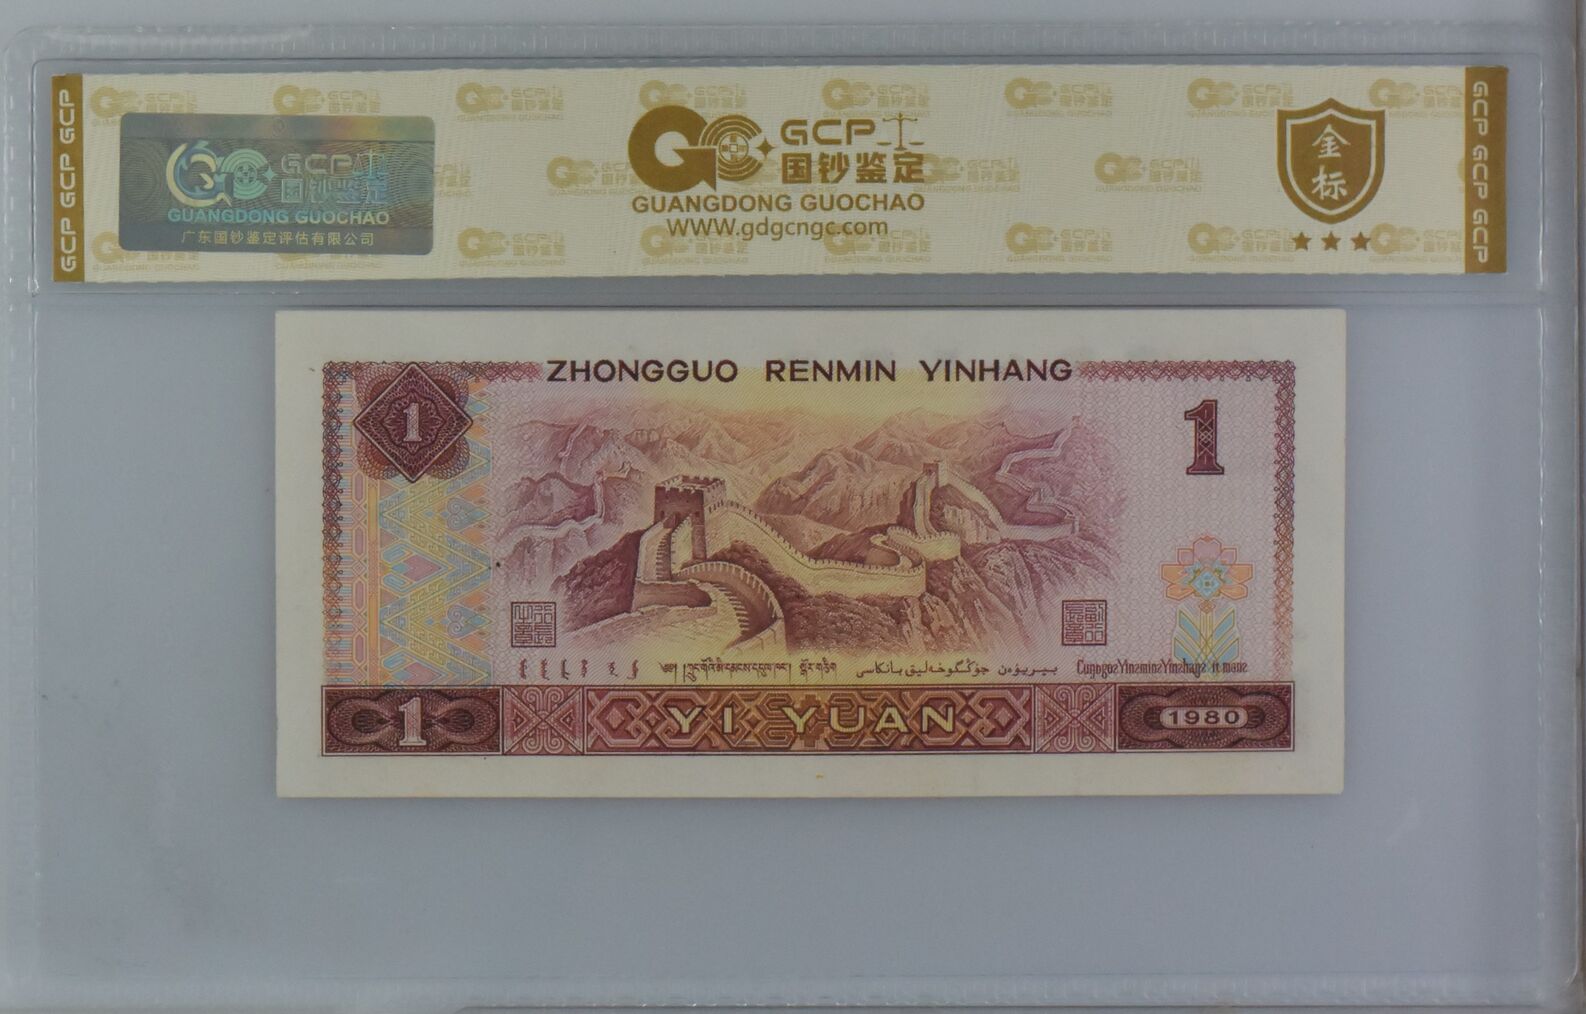 GCP GCP GCP
GC GCP
国钞鉴定
GUANGDONG GUOCHAO
广东国钞鉴定评估有限公司
GC GCP
国钞鉴定
GUANGDONG GUOCHAO
WWW.gdgcngc.com
金标
GCP GCP GCP
ZHONGGUO RENMIN YINHANG
1
1
1
YI YUAN
1980